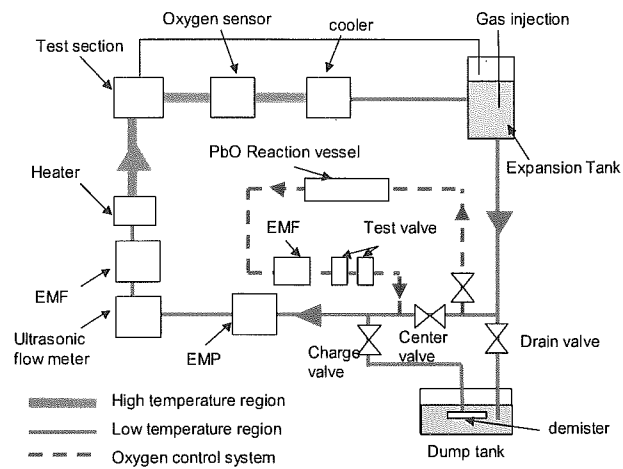 Oxygen sensor
Gas injection
Test section
cooler
PbO Reaction vessel
Expansion Tank
Heater
EMF
Test valve
EMF
Ultrasonic
flow meter
EMP
Charge
valve
Center
valve
Drain valve
High temperature region
Low temperature region
Oxygen control system
demister
Dump tank